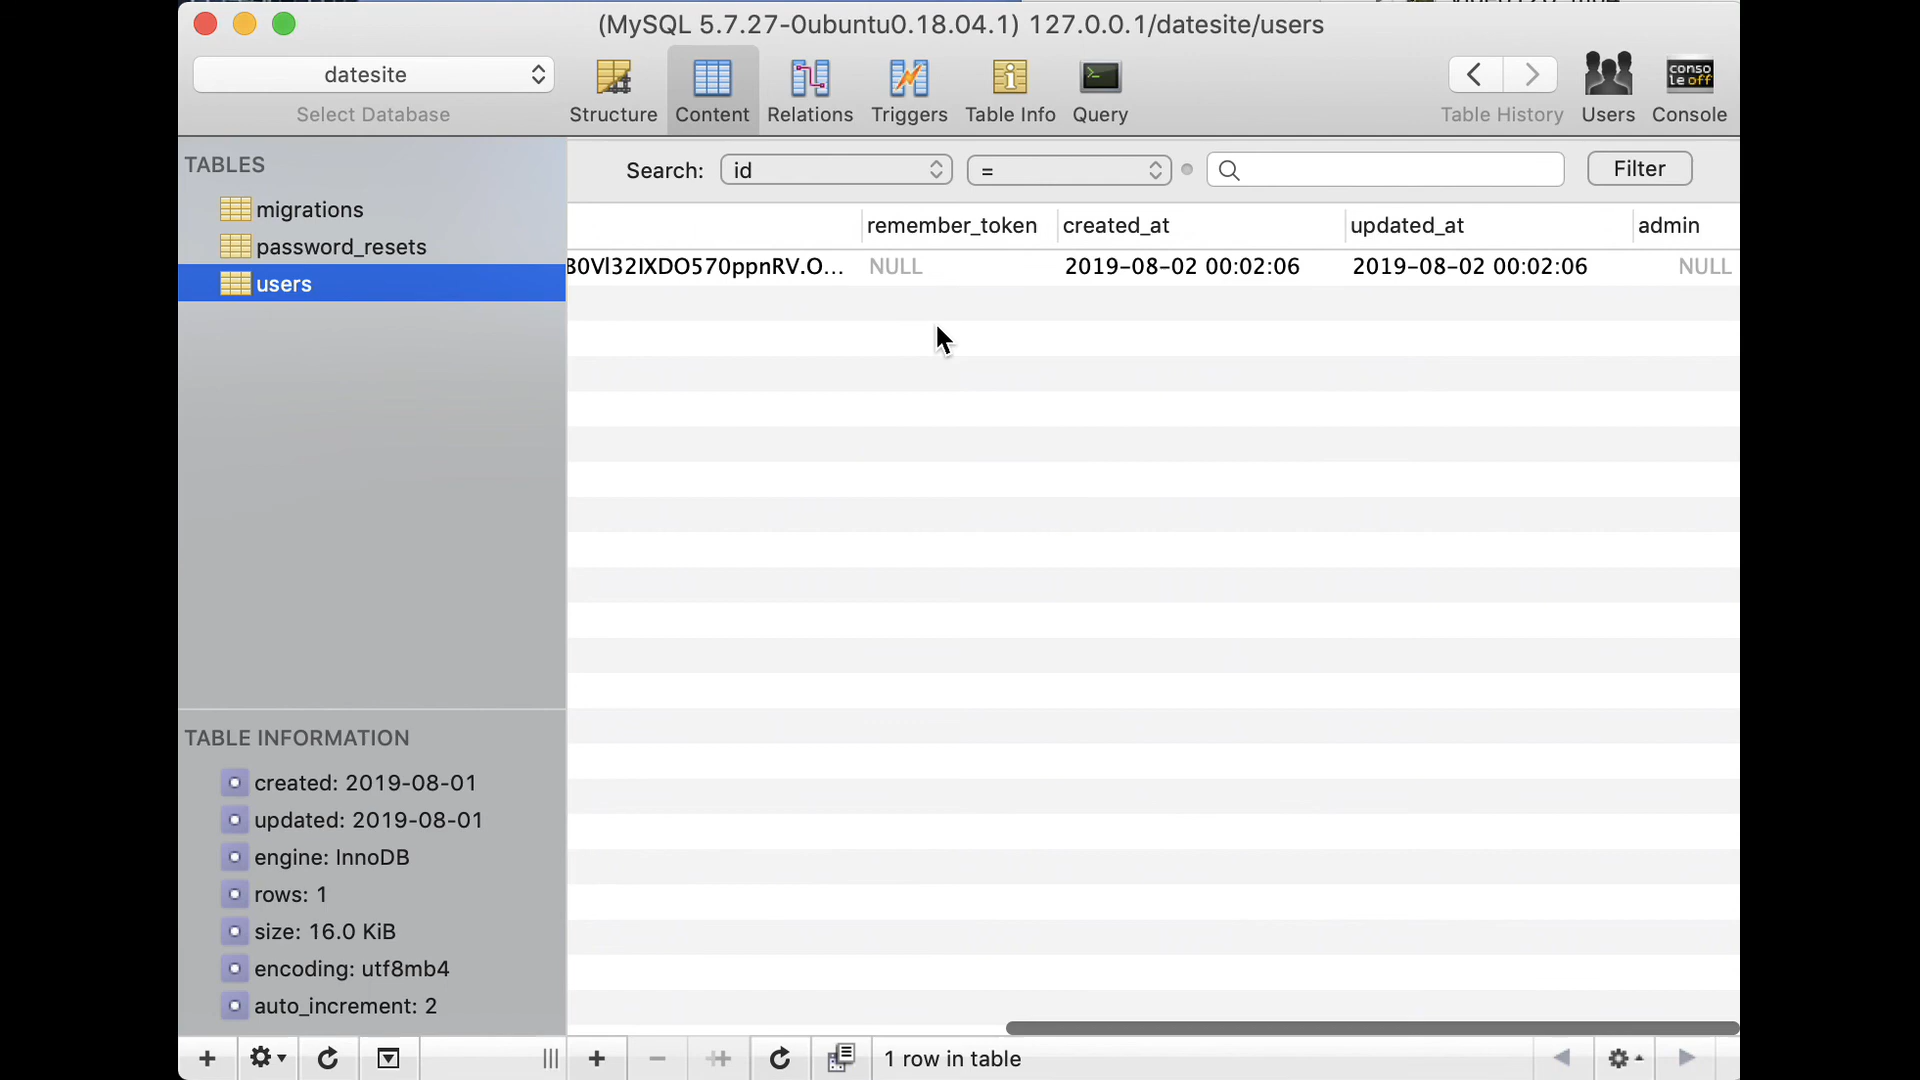 (MySQL 5.7.27-0ubuntu0.18.04.1) 127.0.0.1/datesite/users
datesite
Select Database
Structure
Content
Relations
Triggers
Table Info
Query
Table History
Users
conso
leoff
Console
TABLES
migrations
password_resets
users
Search:
id
=
Filter
remember_token
created_at
updated_at
admin
30Vl32IXDO570ppnRV.O...
NULL
2019-08-02 00:02:06
2019-08-02 00:02:06
NULL
TABLE INFORMATION
created: 2019-08-01
updated: 2019-08-01
engine: InnoDB
rows: 1
size: 16.0 KiB
encoding: utf8mb4
auto_increment: 2
1 row in table